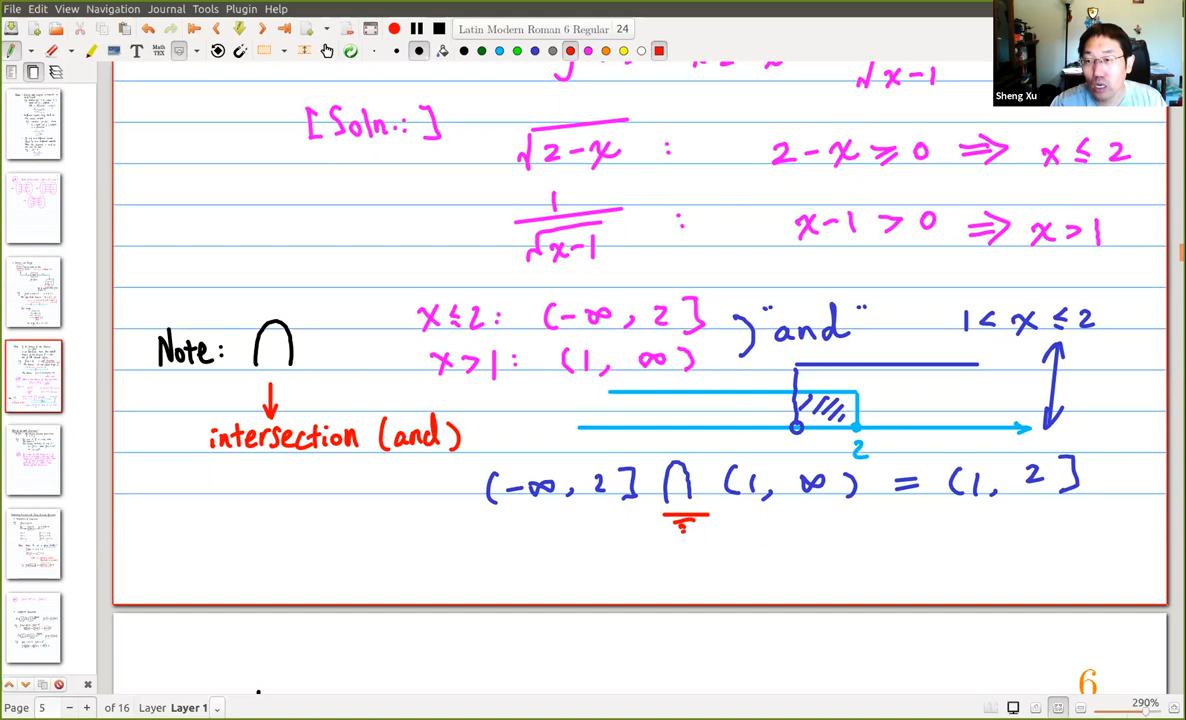 File Edit View Navigation Journal Tools Plugin Help
Latin Modern Roman 6 Regular 24
Sheng Xu
√x-1
[Soln.:]
√2-x : 2-x ≥ 0 ⟹ x ≤ 2
1/√x-1 : x-1 > 0 ⟹ x > 1
x ≤ 2: (-∞, 2] "and" 1 < x ≤ 2
Note: ∩ x > 1: (1, ∞)
intersection (and)
2
(-∞, 2] ∩ (1, ∞) = (1, 2]
6
Page 5 of 16 Layer Layer 1
290%